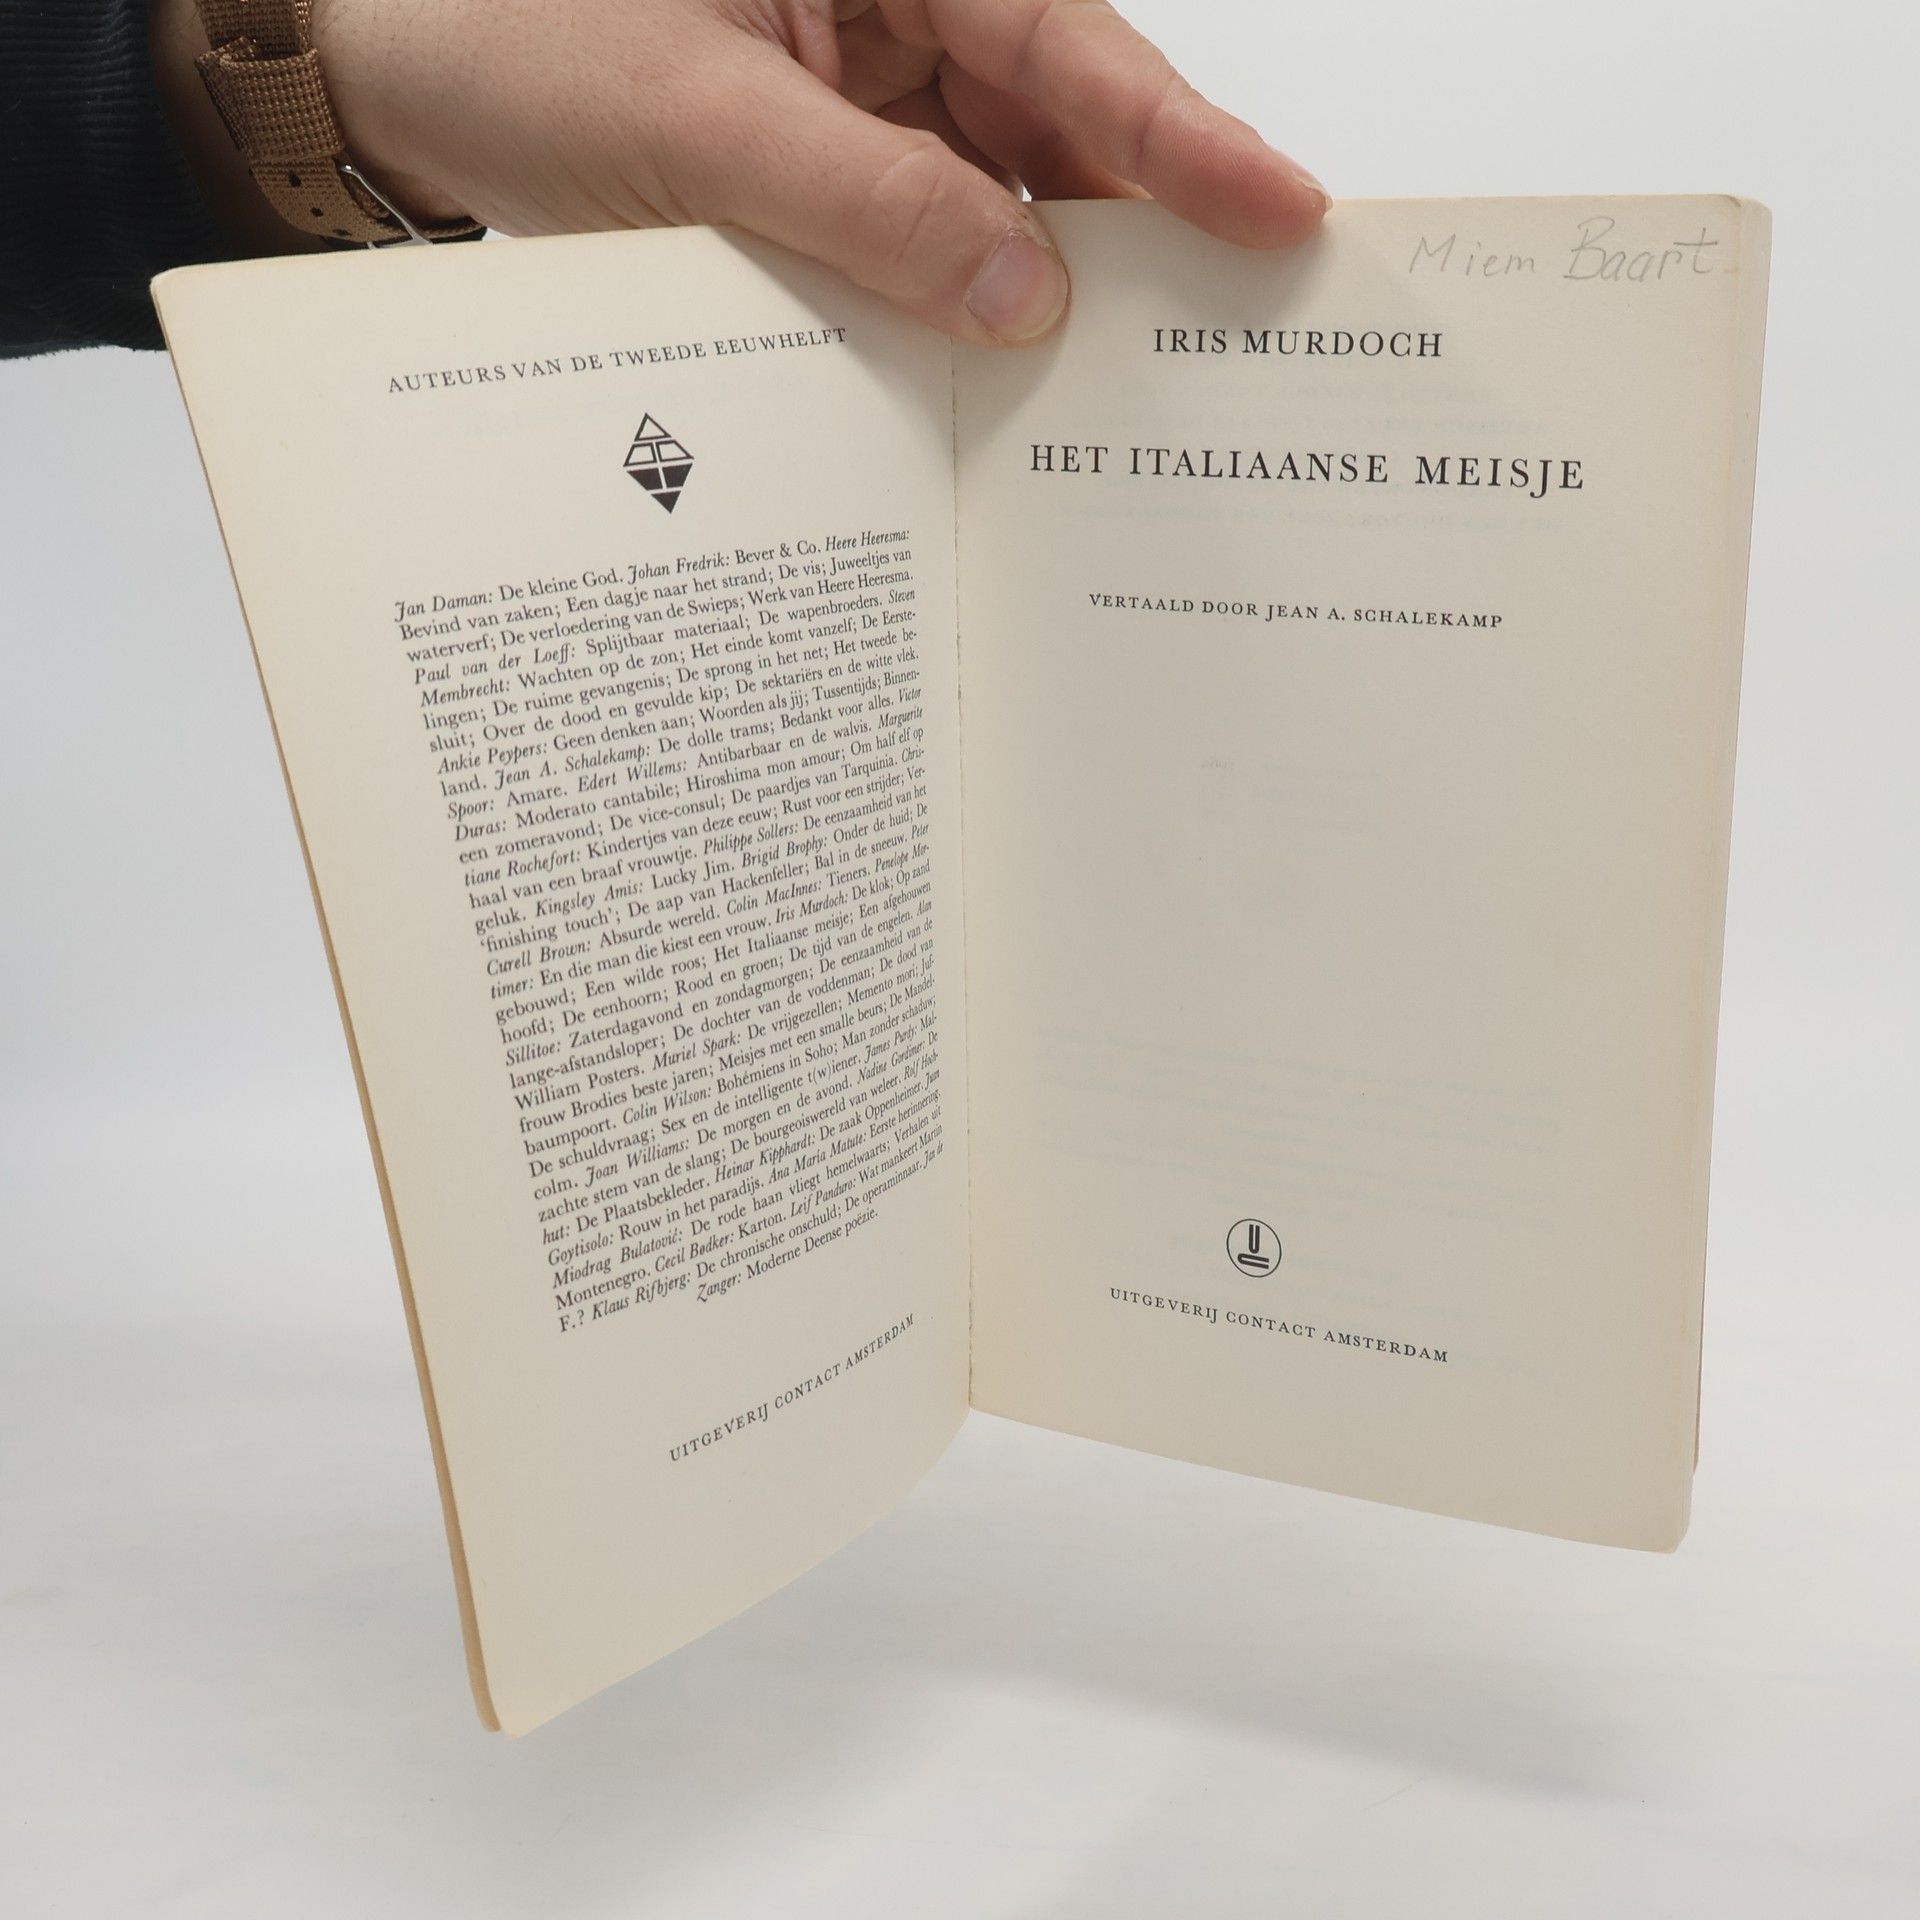 AUTEURS VAN DE TWEEDE EEUWHELFT
Jan Daman: De kleine God. Johan Fredrik: Bever & Co. Heere Heeresma:
Bevind van zaken; Een dagje naar het strand; De vis; Juweeltjes van
waterverf; De verloedering van de Swieps; Werk van Heere Heeresma.
Paul van der Loeff: Splijtbaar materiaal; De wapenbroeders. Steven
Membrecht: Wachten op de zon; Het einde komt vanzelf; De Eerste-
lingen; De ruime gevangenis; De sprong in het net; Het tweede be-
sluit; Over de dood en gevulde kip; De sektariërs en de witte vlek.
Ankie Peypers: Geen denken aan; Woorden als jij; Tussentijds; Binnen-
land. Jean A. Schalekamp: De dolle trams; Bedankt voor alles. Victor
Spoor: Amare. Edert Willems: Antibarbaar en de walvis. Marguerite
Duras: Moderato cantabile; Hiroshima mon amour; Om half elf op
een zomeravond; De vice-consul; De paardjes van Tarquinia. Chris-
tiane Rochefort: Kindertjes van deze eeuw; Rust voor een strijder; Ver-
haal van een braaf vrouwtje. Philippe Sollers: De eenzaamheid van het
geluk. Kingsley Amis: Lucky Jim. Brigid Brophy: Onder de huid; De
‘finishing touch’; De aap van Hackenfeller; Bal in de sneeuw. Peter
Curell Brown: Absurde wereld. Colin MacInnes: Tieners. Penelope Mor-
timer: En die man die kiest een vrouw. Iris Murdoch: De klok; Op zand
gebouwd; Een wilde roos; Het Italiaanse meisje; Een afgehouwen
hoofd; De eenhoorn; Rood en groen; De tijd van de engelen. Alan
Sillitoe: Zaterdagavond en zondagmorgen; De eenzaamheid van de
lange-afstandsloper; De dochter van de voddenman; De dood van
William Posters. Muriel Spark: De vrijgezellen; Memento mori; Juf-
frouw Brodies beste jaren; Meisjes met een smalle beurs; De Mandel-
baumpoort. Colin Wilson: Bohémiens in Soho; Man zonder schaduw;
De schuldvraag; Sex en de intelligente t(w)iener. James Purdy: Mal-
colm. Joan Williams: De morgen en de avond. Nadine Gordimer: De
zachte stem van de slang; De bourgeoiswereld van weleer. Rolf Hoch-
hut: De Plaatsbekleder. Heinar Kipphardt: De zaak Oppenheimer. Juan
Goytisolo: Rouw in het paradijs. Ana María Matute: Eerste herinnering.
Miodrag Bulatović: De rode haan vliegt hemelwaarts; Verhalen uit
Montenegro. Cecil Bødker: Karton. Leif Panduro: Wat mankeert Martin
F.? Klaus Rifbjerg: De chronische onschuld; De operaminnaar. Jan de
Zanger: Moderne Deense poëzie.
UITGEVERIJ CONTACT AMSTERDAM
Miem Baart
IRIS MURDOCH
HET ITALIAANSE MEISJE
VERTAALD DOOR JEAN A. SCHALEKAMP
UITGEVERIJ CONTACT AMSTERDAM